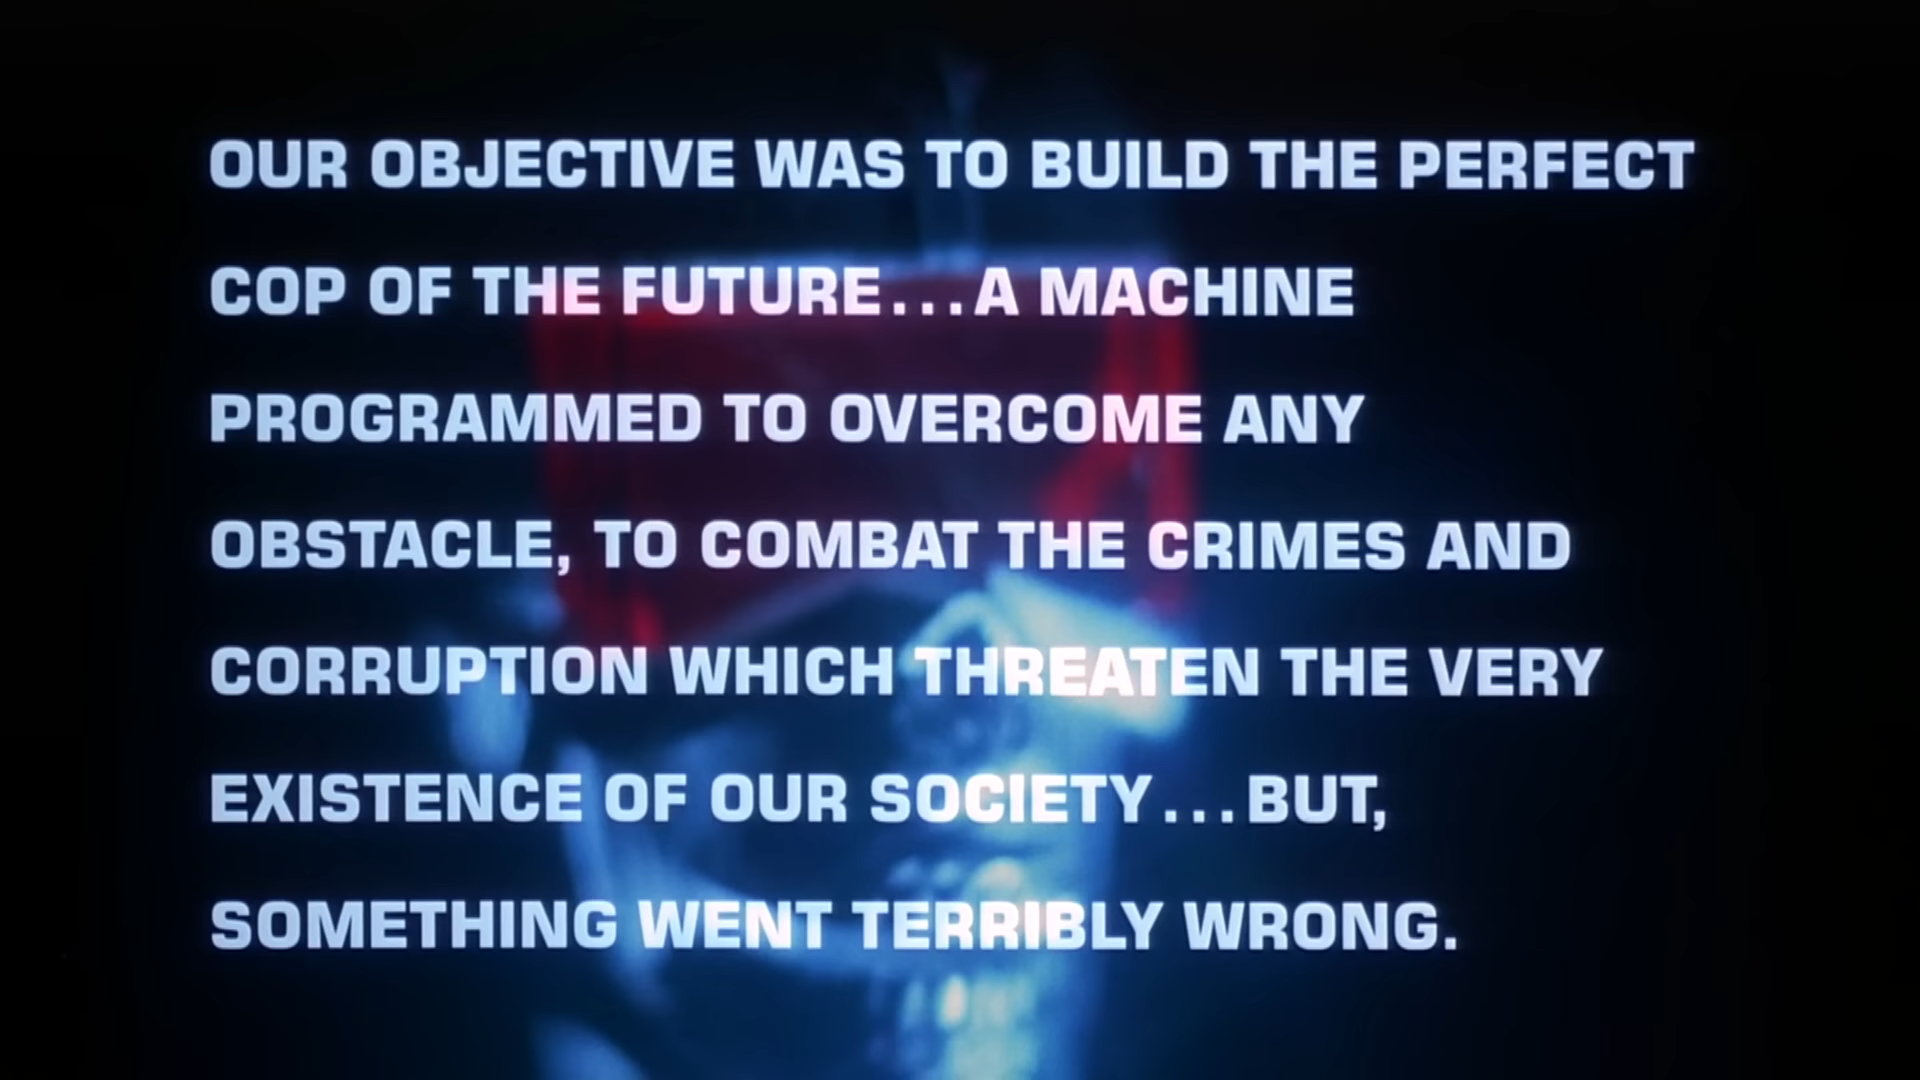 OUR OBJECTIVE WAS TO BUILD THE PERFECT
COP OF THE FUTURE...A MACHINE
PROGRAMMED TO OVERCOME ANY
OBSTACLE, TO COMBAT THE CRIMES AND
CORRUPTION WHICH THREATEN THE VERY
EXISTENCE OF OUR SOCIETY...BUT,
SOMETHING WENT TERRIBLY WRONG.